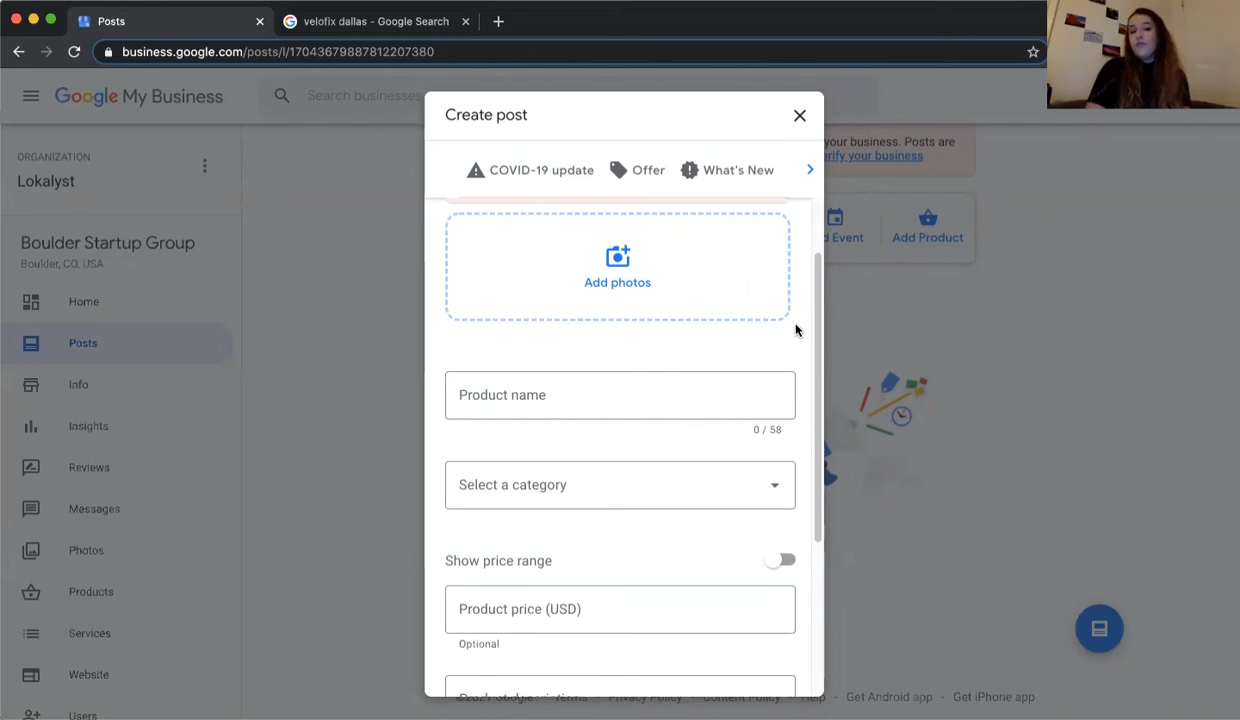 Posts
velofix dallas - Google Search
business.google.com/posts/l/17043679887812207380
Google My Business
Search businesses
ORGANIZATION
Lokalyst
Boulder Startup Group
Boulder, CO, USA
Home
Posts
Info
Insights
Reviews
Messages
Photos
Products
Services
Website
Users
Create post
COVID-19 update
Offer
What's New
Add photos
Product name
0 / 58
Select a category
Show price range
Product price (USD)
Optional
your business. Posts are
erify your business
d Event
Add Product
©2021 Google
Terms
Privacy Policy
Content Policy
Help
Get Android app
Get iPhone app